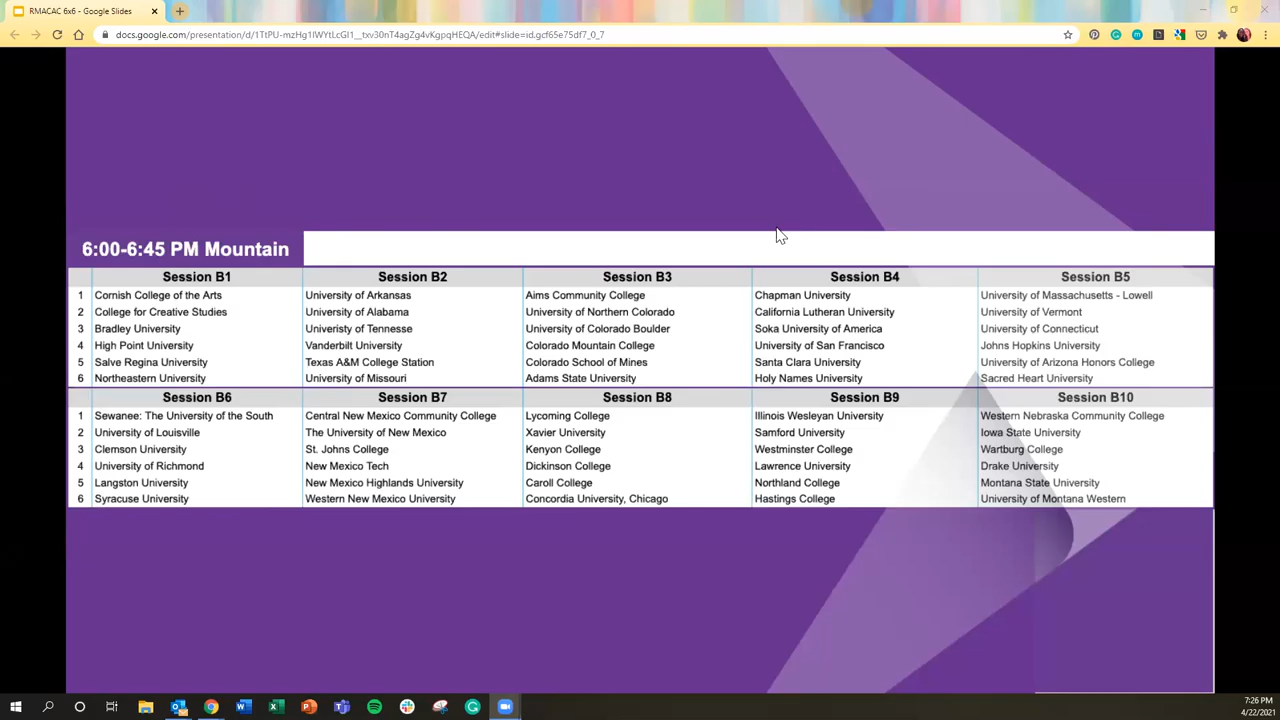 RMACAC 6x6 - Google Slides
docs.google.com/presentation/d/1TtPU-mzHg1lWYtLcGl1__txv30nT4agZg4vKgpqHEQA/edit#slide=id.gcf65e75df7_0_7
6:00-6:45 PM Mountain
Session B1 Session B2 Session B3 Session B4 Session B5
1 Cornish College of the Arts University of Arkansas Aims Community College Chapman University University of Massachusetts - Lowell
2 College for Creative Studies University of Alabama University of Northern Colorado California Lutheran University University of Vermont
3 Bradley University Univeristy of Tennesse University of Colorado Boulder Soka University of America University of Connecticut
4 High Point University Vanderbilt University Colorado Mountain College University of San Francisco Johns Hopkins University
5 Salve Regina University Texas A&M College Station Colorado School of Mines Santa Clara University University of Arizona Honors College
6 Northeastern University University of Missouri Adams State University Holy Names University Sacred Heart University
Session B6 Session B7 Session B8 Session B9 Session B10
1 Sewanee: The University of the South Central New Mexico Community College Lycoming College Illinois Wesleyan University Western Nebraska Community College
2 University of Louisville The University of New Mexico Xavier University Samford University Iowa State University
3 Clemson University St. Johns College Kenyon College Westminster College Wartburg College
4 University of Richmond New Mexico Tech Dickinson College Lawrence University Drake University
5 Langston University New Mexico Highlands University Caroll College Northland College Montana State University
6 Syracuse University Western New Mexico University Concordia University, Chicago Hastings College University of Montana Western
7:26 PM
4/22/2021